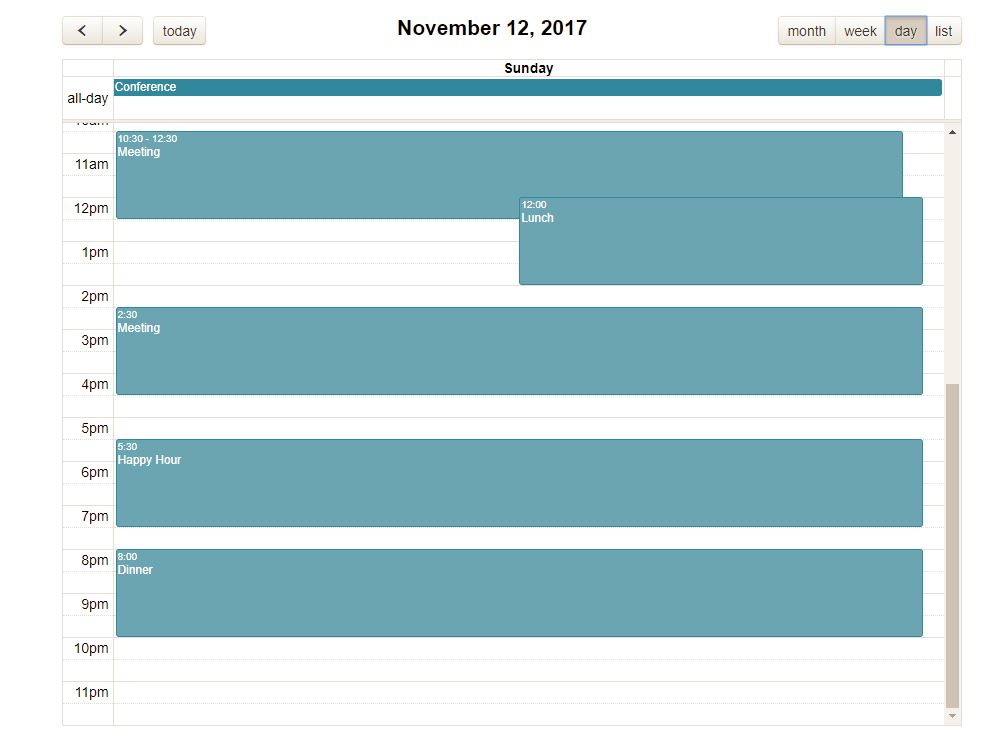 today
November 12, 2017
month week day list
Sunday
all-day
Conference
10:30 - 12:30
Meeting
11am
12pm
12:00
Lunch
1pm
2pm
2:30
Meeting
3pm
4pm
5pm
5:30
Happy Hour
6pm
7pm
8pm
8:00
Dinner
9pm
10pm
11pm